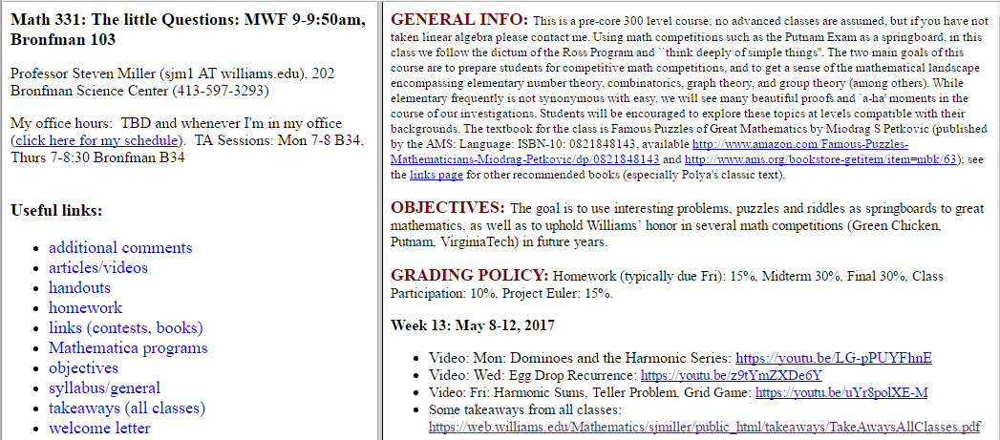 Math 331: The little Questions: MWF 9-9:50am,
Bronfman 103
Professor Steven Miller (sjm1 AT williams.edu), 202
Bronfman Science Center (413-597-3293)
My office hours:  TBD and whenever I'm in my office
(click here for my schedule).  TA Sessions: Mon 7-8 B34,
Thurs 7-8:30 Bronfman B34
Useful links:
• additional comments
• articles/videos
• handouts
• homework
• links (contests, books)
• Mathematica programs
• objectives
• syllabus/general
• takeaways (all classes)
• welcome letter
GENERAL INFO: This is a pre-core 300 level course; no advanced classes are assumed, but if you have not
taken linear algebra please contact me. Using math competitions such as the Putnam Exam as a springboard, in this
class we follow the dictum of the Ross Program and ``think deeply of simple things''. The two main goals of this
course are to prepare students for competitive math competitions, and to get a sense of the mathematical landscape
encompassing elementary number theory, combinatorics, graph theory, and group theory (among others). While
elementary frequently is not synonymous with easy, we will see many beautiful proofs and `a-ha' moments in the
course of our investigations. Students will be encouraged to explore these topics at levels compatible with their
backgrounds. The textbook for the class is Famous Puzzles of Great Mathematics by Miodrag S Petkovic (published
by the AMS: Language: ISBN-10: 0821848143, available http://www.amazon.com/Famous-Puzzles-
Mathematicians-Miodrag-Petkovic/dp/0821848143 and http://www.ams.org/bookstore-getitem/item=mbk/63); see
the links page for other recommended books (especially Polya's classic text).
OBJECTIVES: The goal is to use interesting problems, puzzles and riddles as springboards to great
mathematics, as well as to uphold Williams’ honor in several math competitions (Green Chicken,
Putnam, VirginiaTech) in future years.
GRADING POLICY: Homework (typically due Fri): 15%, Midterm 30%, Final 30%, Class
Participation: 10%, Project Euler: 15%.
Week 13: May 8-12, 2017
• Video: Mon: Dominoes and the Harmonic Series: https://youtu.be/LG-pPUYFhnE
• Video: Wed: Egg Drop Recurrence: https://youtu.be/z9tYmZXDe6Y
• Video: Fri: Harmonic Sums, Teller Problem, Grid Game: https://youtu.be/uYr8polXE-M
• Some takeaways from all classes:
https://web.williams.edu/Mathematics/sjmiller/public_html/takeaways/TakeAwaysAllClasses.pdf